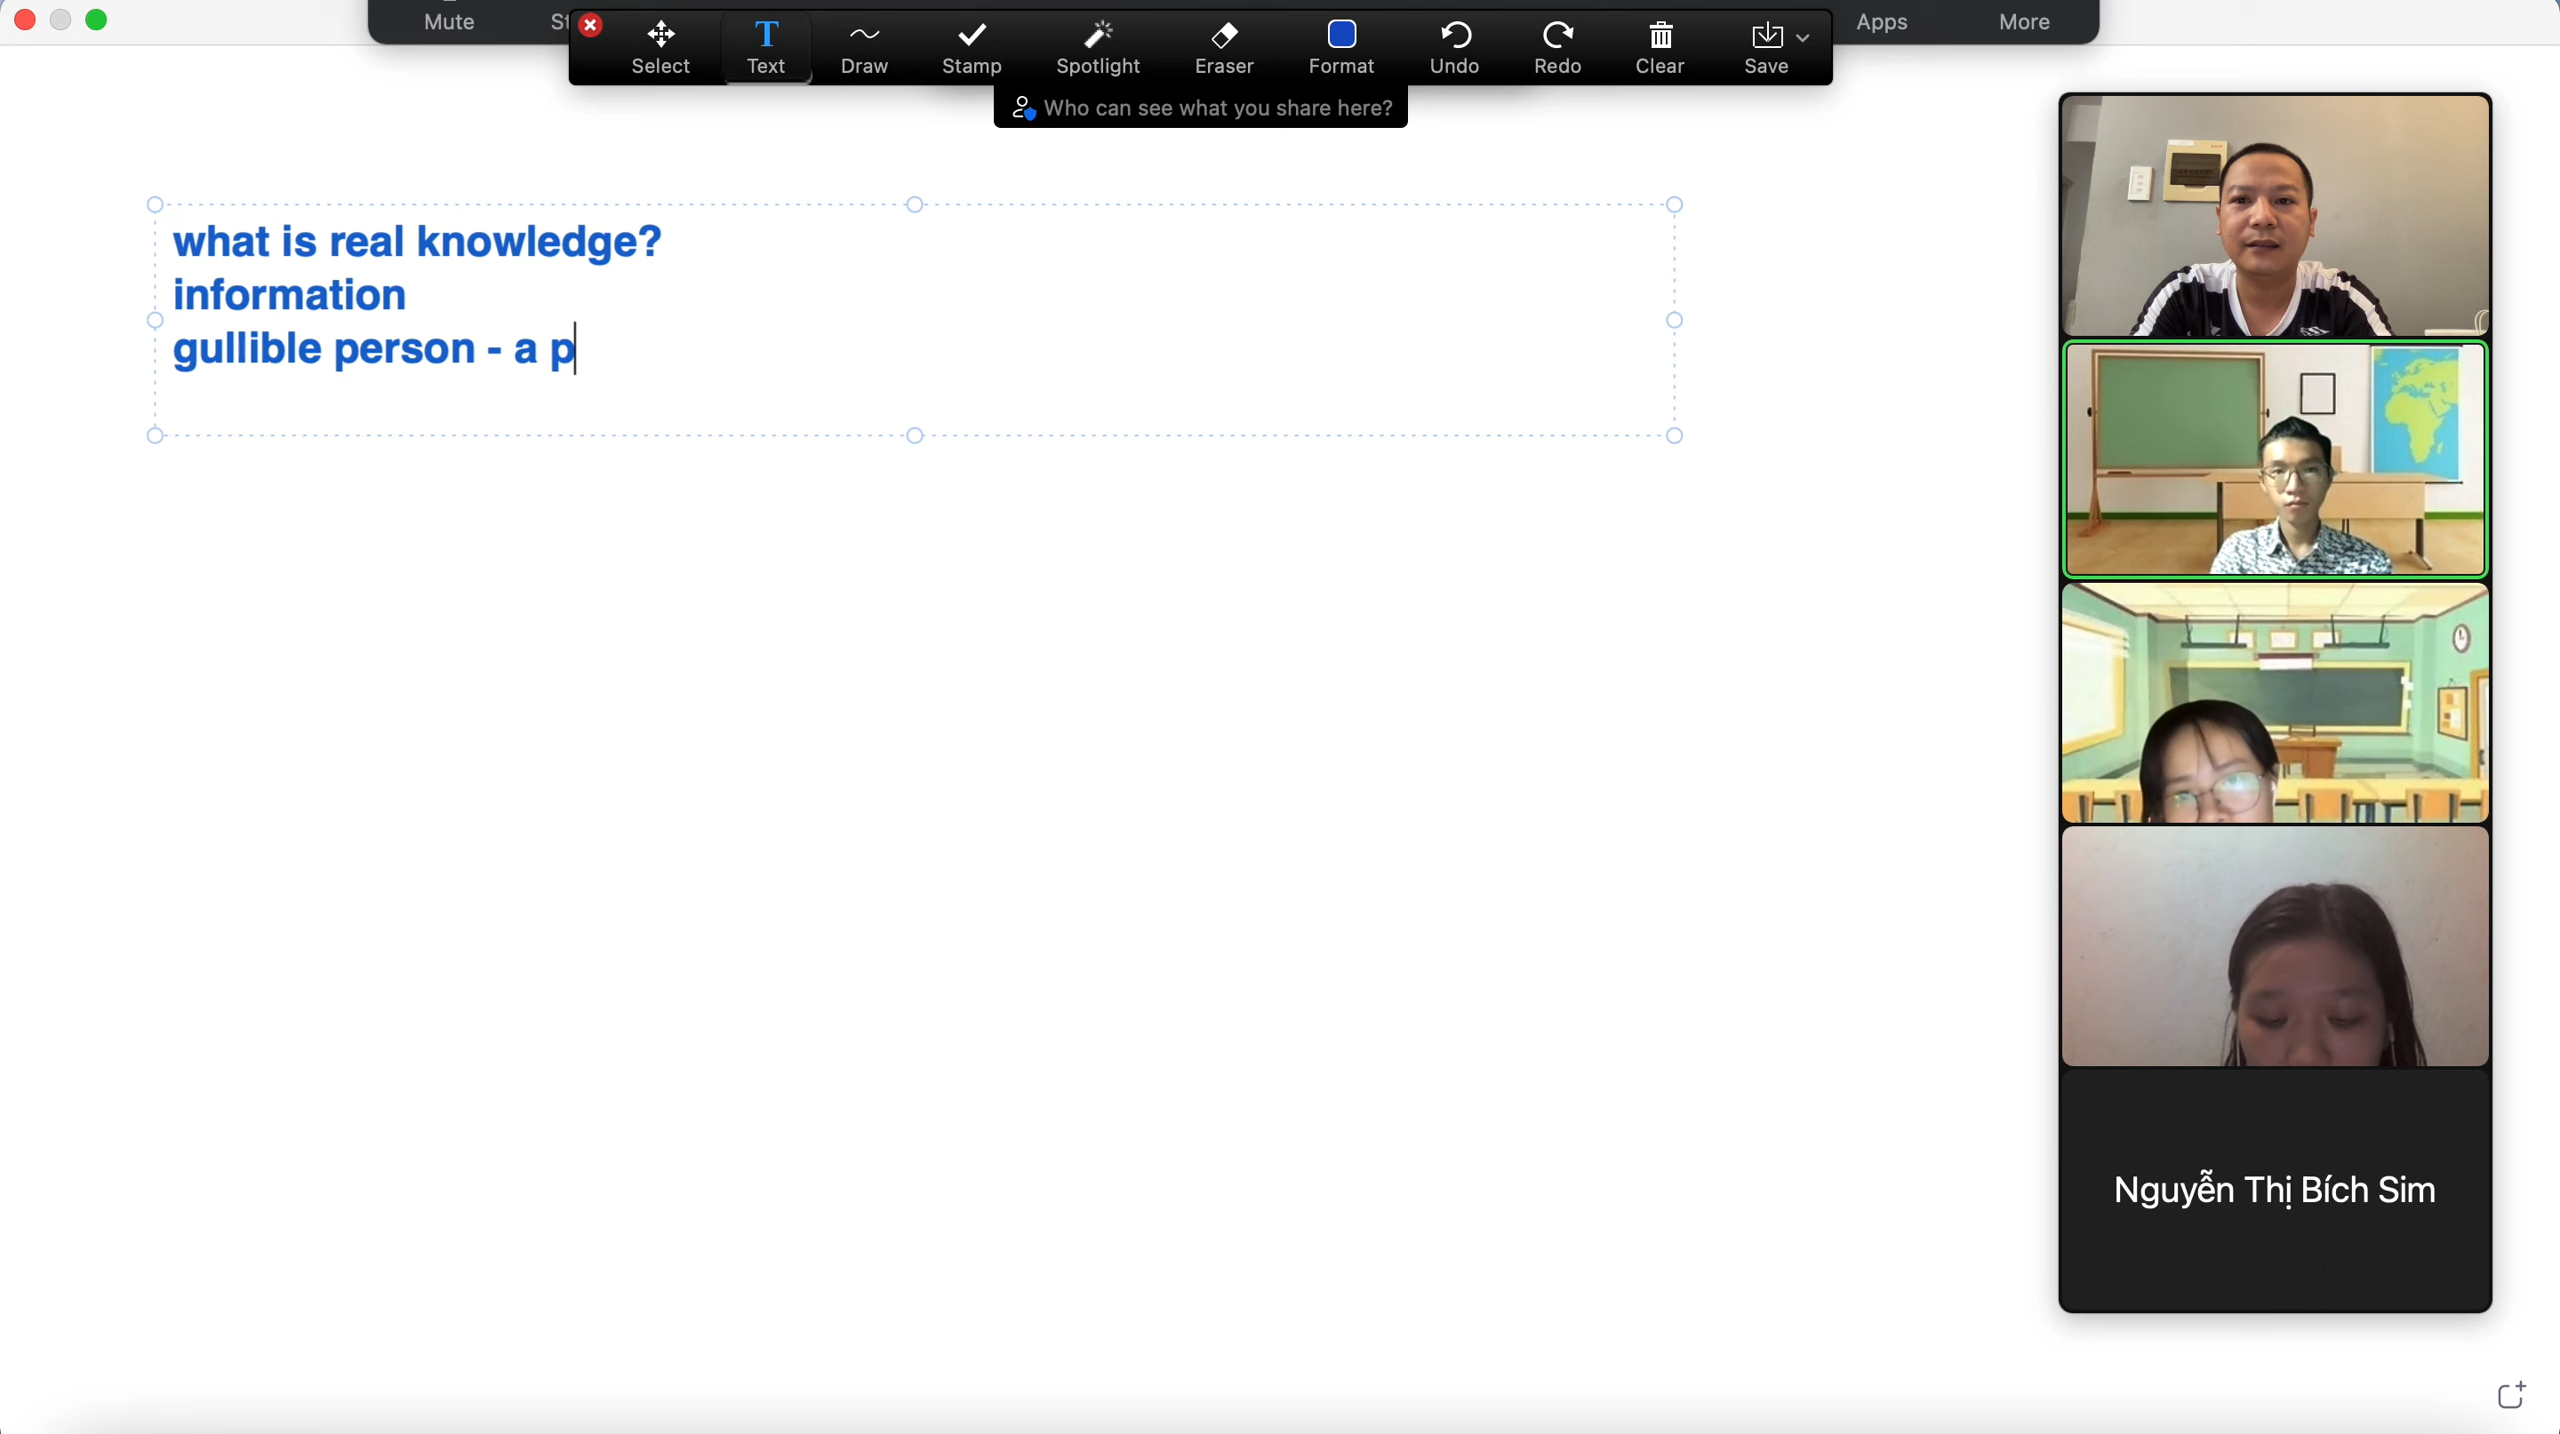 Mute
Select
Text
Draw
Stamp
Spotlight
Eraser
Format
Undo
Redo
Clear
Save
Apps
More
Who can see what you share here?
what is real knowledge?
information
gullible person - a p
Nguyễn Thị Bích Sim